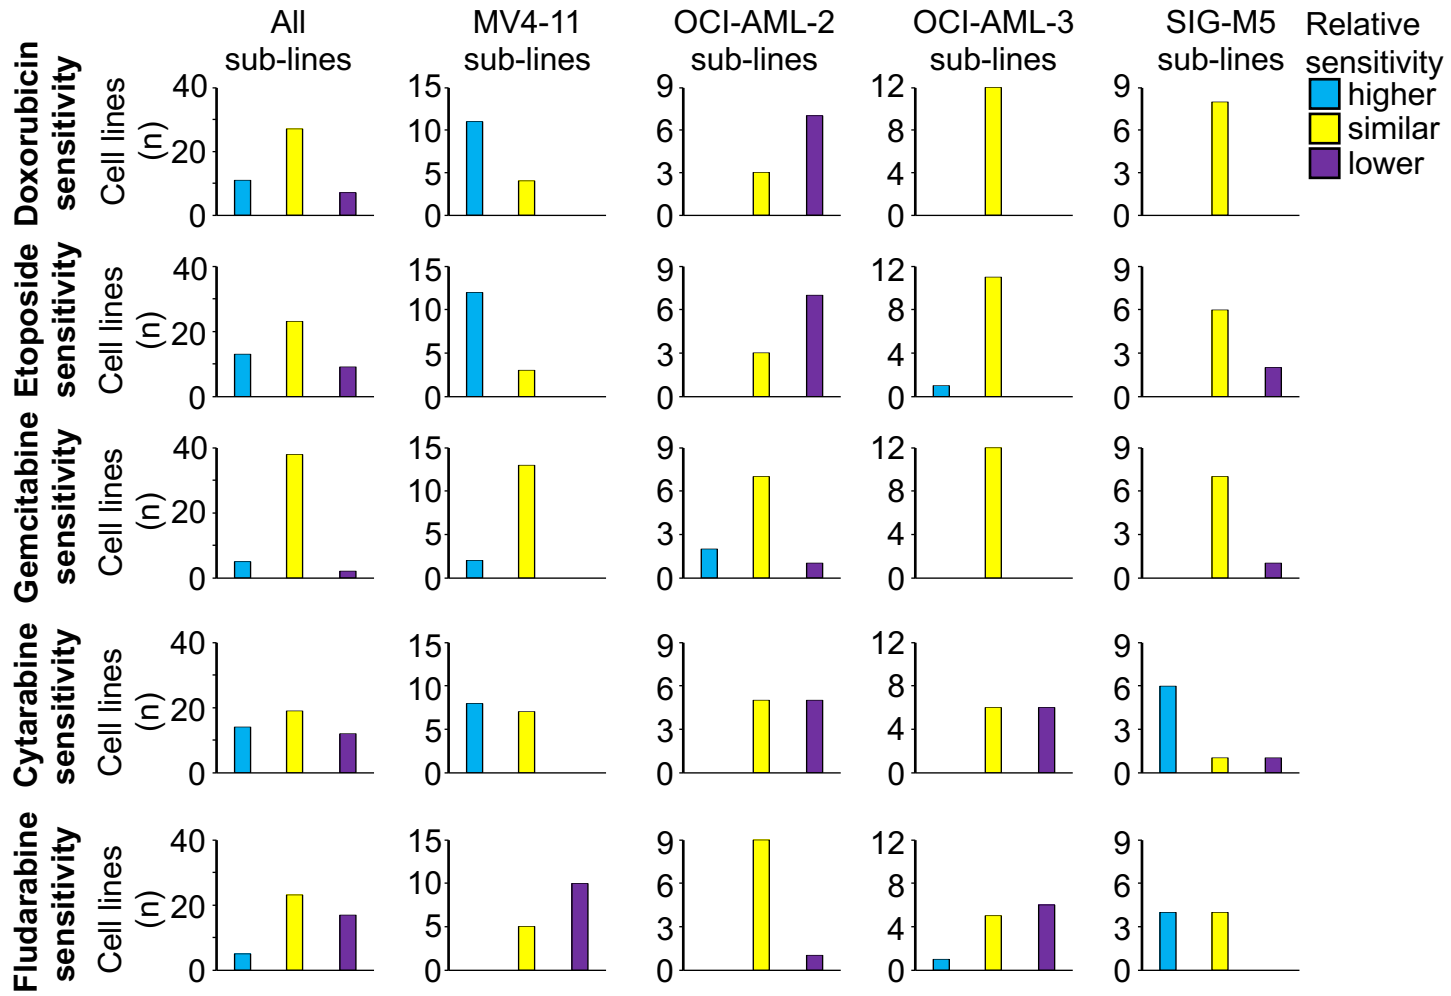 All
sub-lines
MV4-11
sub-lines
OCI-AML-2
sub-lines
OCI-AML-3
sub-lines
SIG-M5
sub-lines
Relative
sensitivity
higher
similar
lower
Doxorubicin
sensitivity
Cell lines
(n)
40
20
0
15
10
5
0
9
6
3
0
12
8
4
0
9
6
3
0
Etoposide
sensitivity
Cell lines
(n)
40
20
0
15
10
5
0
9
6
3
0
12
8
4
0
9
6
3
0
Gemcitabine
sensitivity
Cell lines
(n)
40
20
0
15
10
5
0
9
6
3
0
12
8
4
0
9
6
3
0
Cytarabine
sensitivity
Cell lines
(n)
40
20
0
15
10
5
0
9
6
3
0
12
8
4
0
9
6
3
0
Fludarabine
sensitivity
Cell lines
(n)
40
20
0
15
10
5
0
9
6
3
0
12
8
4
0
9
6
3
0